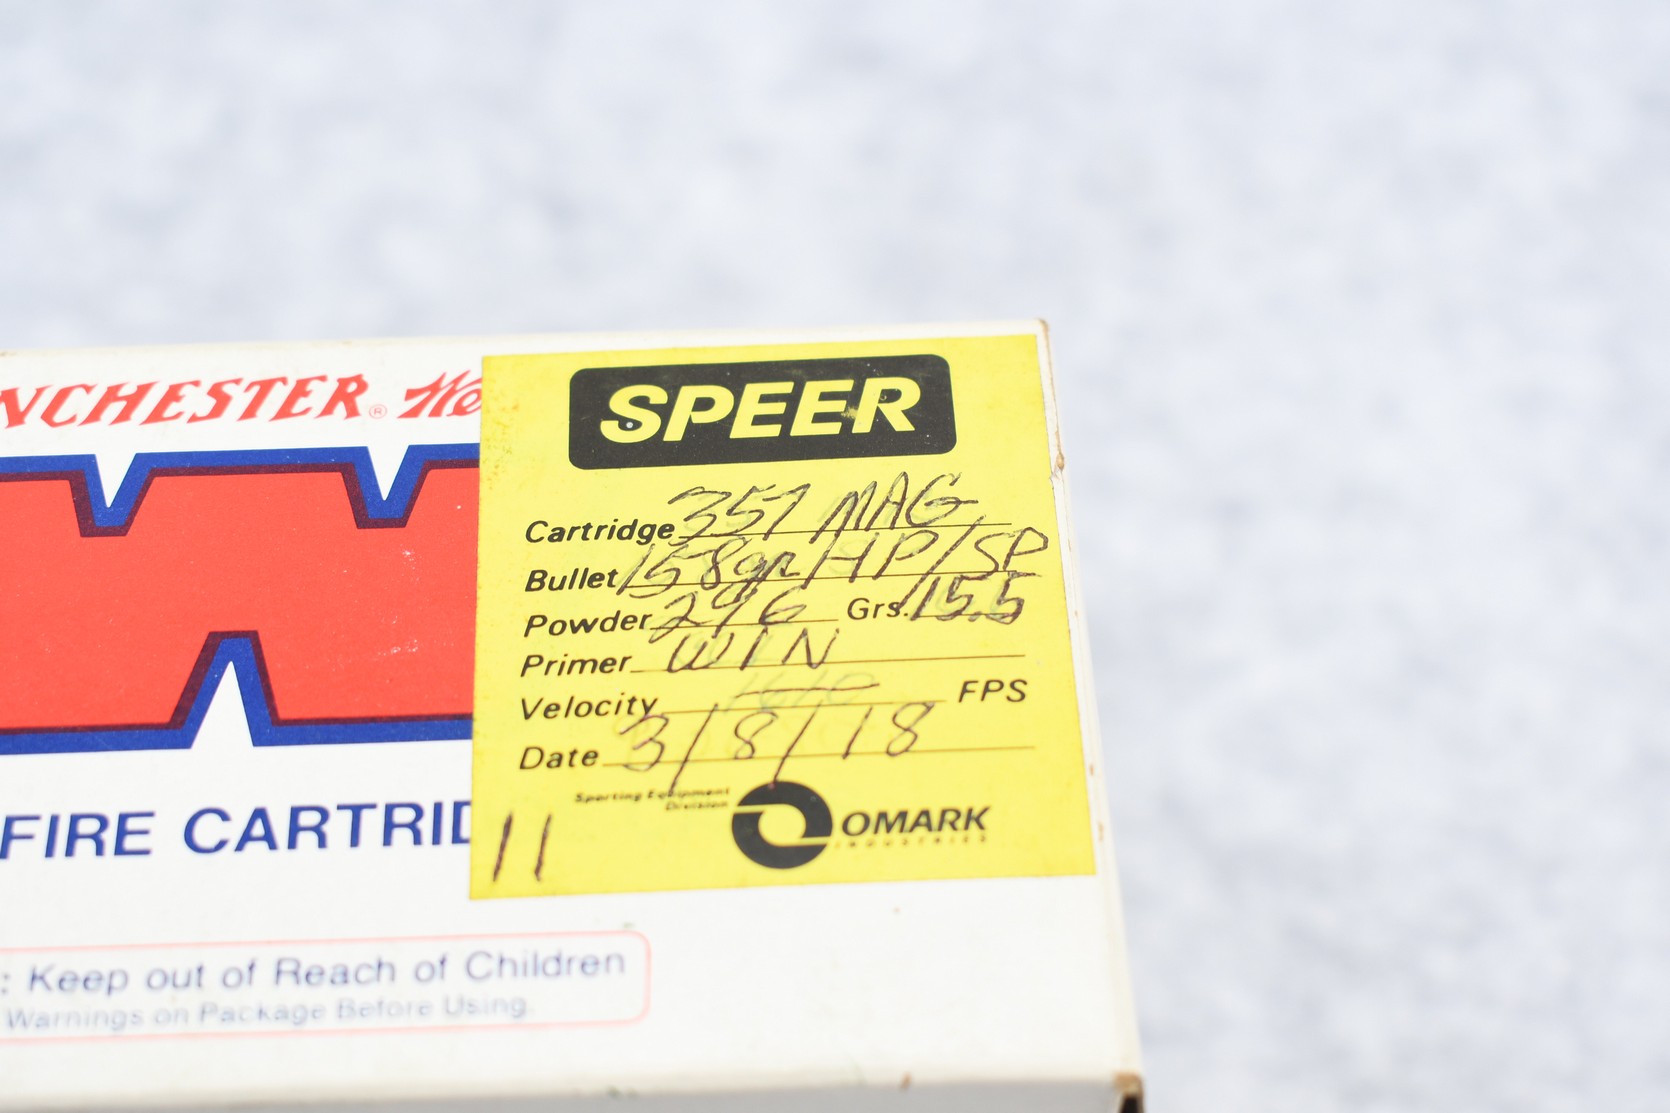 NCHESTER®
SPEER
Cartridge 357 MAG
Bullet 158gr HP/SP
Powder 296 Grs. 15.5
Primer WIN
Velocity FPS
Date 3/8/18
Sporting Equipment
Division
OMARK
INDUSTRIES
11
FIRE CARTRID
: Keep out of Reach of Children
Warnings on Package Before Using.